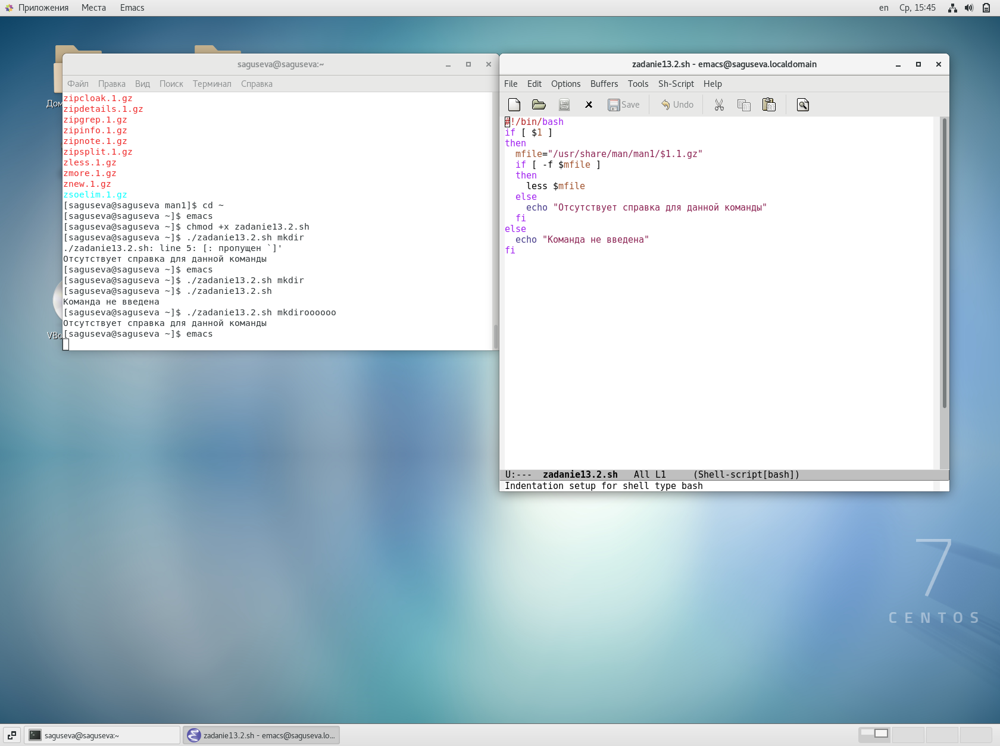 Приложения Места Emacs en Ср, 15:45
saguseva@saguseva:~
Файл Правка Вид Поиск Терминал Справка
zipcloak.1.gz
zipdetails.1.gz
zipgrep.1.gz
zipinfo.1.gz
zipnote.1.gz
zipsplit.1.gz
zless.1.gz
zmore.1.gz
znew.1.gz
zsoelim.1.gz
[saguseva@saguseva man1]$ cd ~
[saguseva@saguseva ~]$ emacs
[saguseva@saguseva ~]$ chmod +x zadanie13.2.sh
[saguseva@saguseva ~]$ ./zadanie13.2.sh mkdir
./zadanie13.2.sh: line 5: [: пропущен `]'
Отсутствует справка для данной команды
[saguseva@saguseva ~]$ emacs
[saguseva@saguseva ~]$ ./zadanie13.2.sh mkdir
[saguseva@saguseva ~]$ ./zadanie13.2.sh
Команда не введена
[saguseva@saguseva ~]$ ./zadanie13.2.sh mkdiroooooo
Отсутствует справка для данной команды
[saguseva@saguseva ~]$ emacs
Дом
VBo
zadanie13.2.sh - emacs@saguseva.localdomain
File Edit Options Buffers Tools Sh-Script Help
Save Undo
#!/bin/bash
if [ $1 ]
then
  mfile="/usr/share/man/man1/$1.1.gz"
  if [ -f $mfile ]
  then
    less $mfile
  else
    echo "Отсутствует справка для данной команды"
  fi
else
  echo "Команда не введена"
fi
U:--- zadanie13.2.sh All L1 (Shell-script[bash])
Indentation setup for shell type bash
7
CENTOS
saguseva@saguseva:~ zadanie13.2.sh - emacs@saguseva.lo...